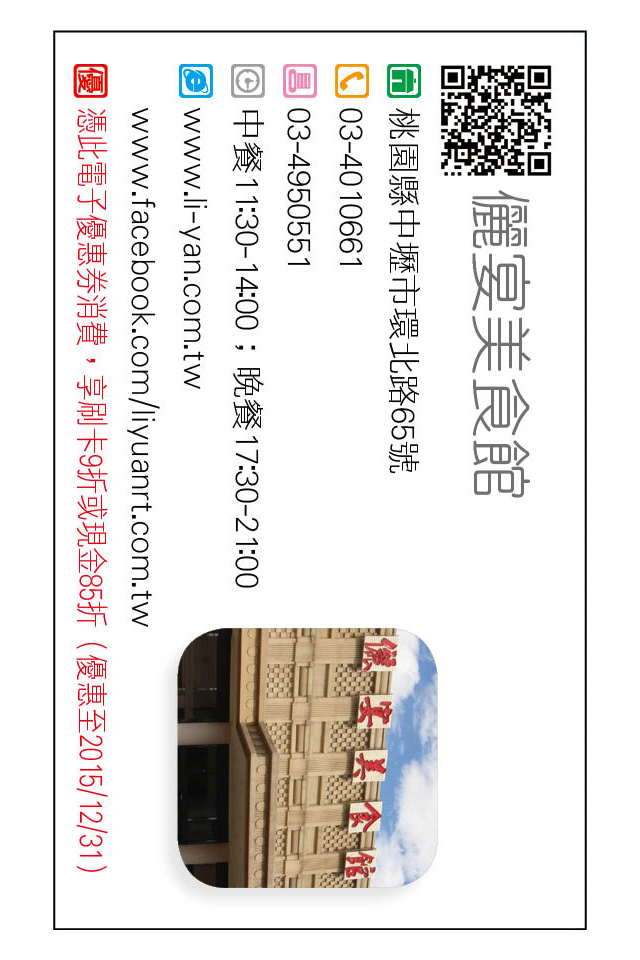 儷宴美食館
桃園縣中壢市環北路65號
03-4010661
03-4950551
中餐11:30-14:00；晚餐17:30-21:00
www.li-yan.com.tw
www.facebook.com/liyuanrt.com.tw
優
憑此電子優惠券消費，享刷卡9折或現金85折（優惠至2015/12/31）
儷宴美食館